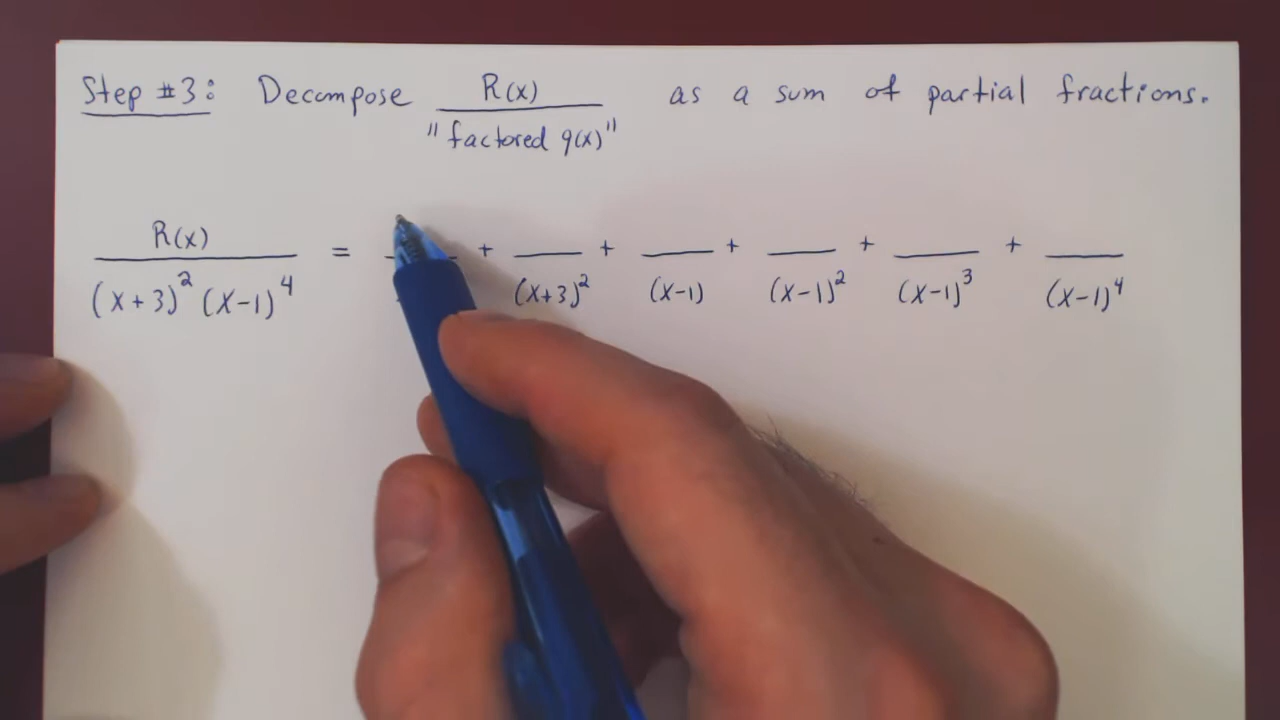 Step #3: Decompose R(x) / "factored q(x)" as a sum of partial fractions.
R(x) / (x+3)² (x-1)⁴ = — + — / (x+3)² + — / (x-1) + — / (x-1)² + — / (x-1)³ + — / (x-1)⁴